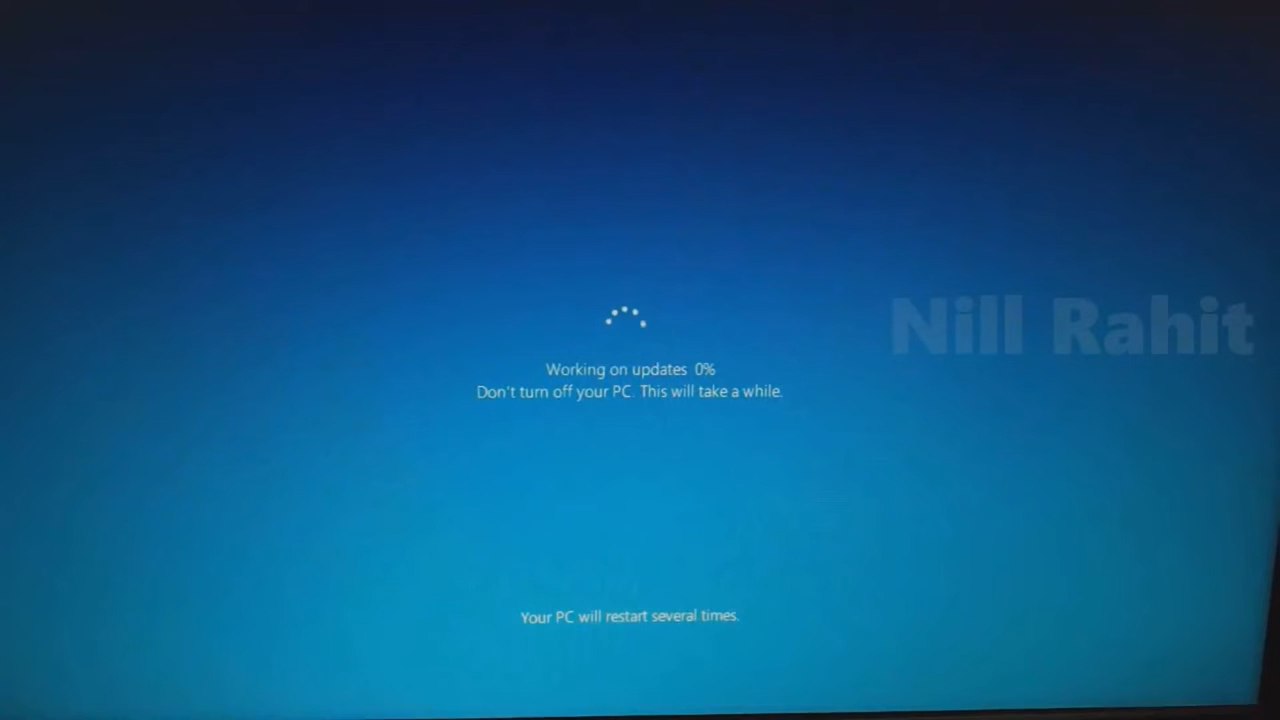 Nill Rahit
Working on updates 0%
Don't turn off your PC. This will take a while.
Your PC will restart several times.